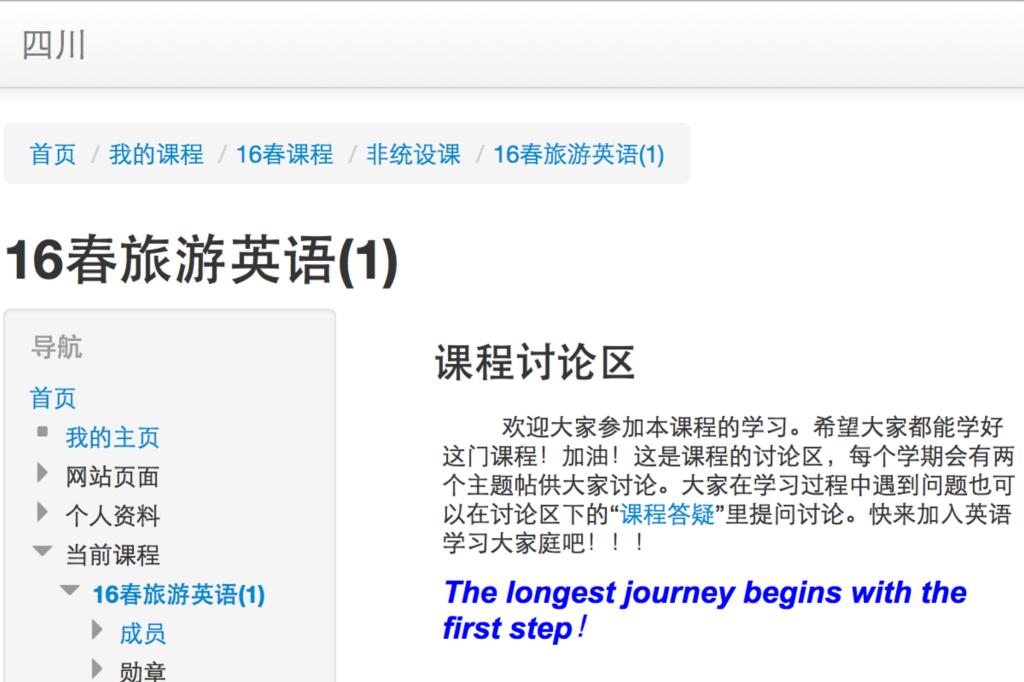 四川
首页 / 我的课程 / 16春课程 / 非统设课 / 16春旅游英语(1)
16春旅游英语(1)
导航
首页
我的主页
网站页面
个人资料
当前课程
16春旅游英语(1)
成员
勋章
课程讨论区
欢迎大家参加本课程的学习。希望大家都能学好
这门课程！加油！这是课程的讨论区，每个学期会有两
个主题帖供大家讨论。大家在学习过程中遇到问题也可
以在讨论区下的“课程答疑”里提问讨论。快来加入英语
学习大家庭吧！！！
The longest journey begins with the
first step！